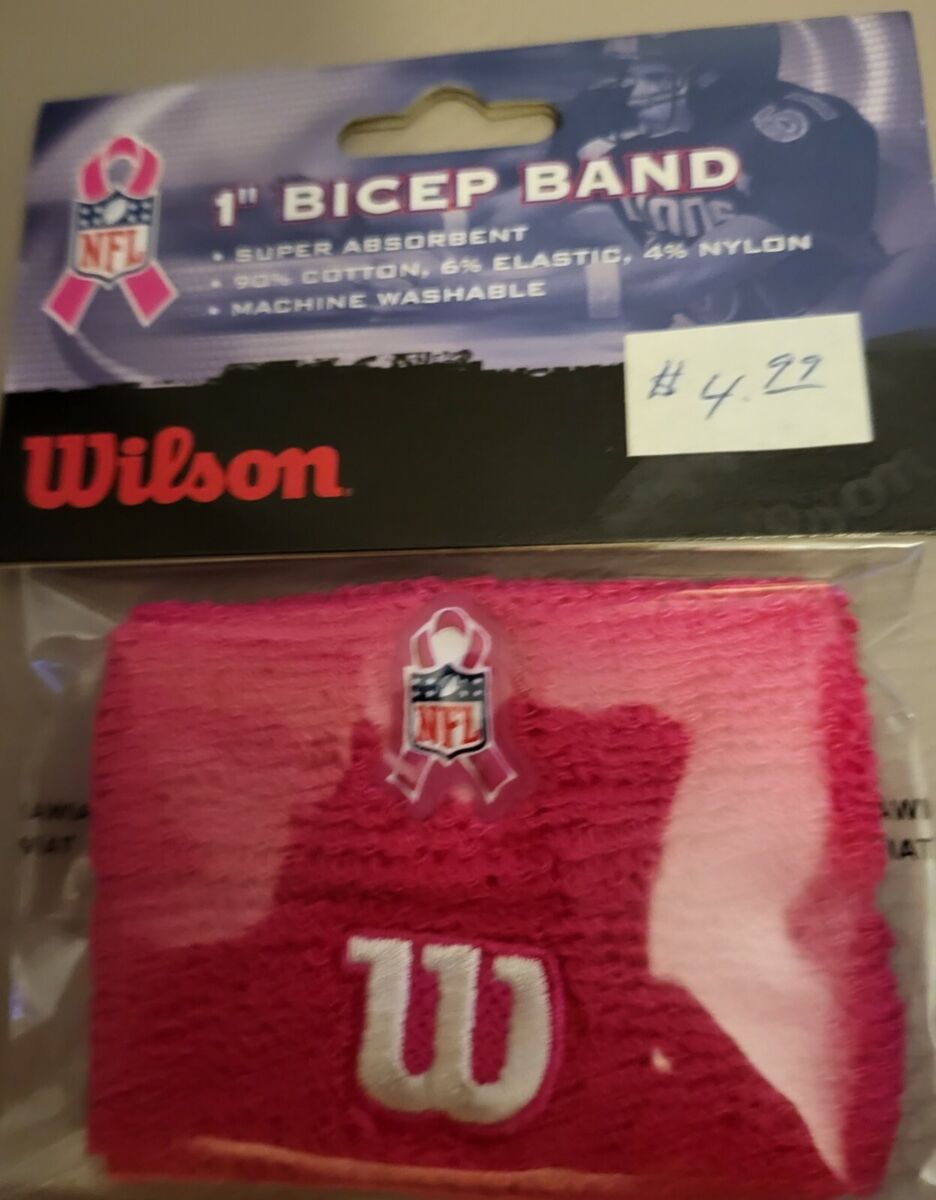 1" BICEP BAND
• SUPER ABSORBENT
• 90% COTTON, 6% ELASTIC, 4% NYLON
• MACHINE WASHABLE
NFL
$ 4.99
Wilson
NFL
W